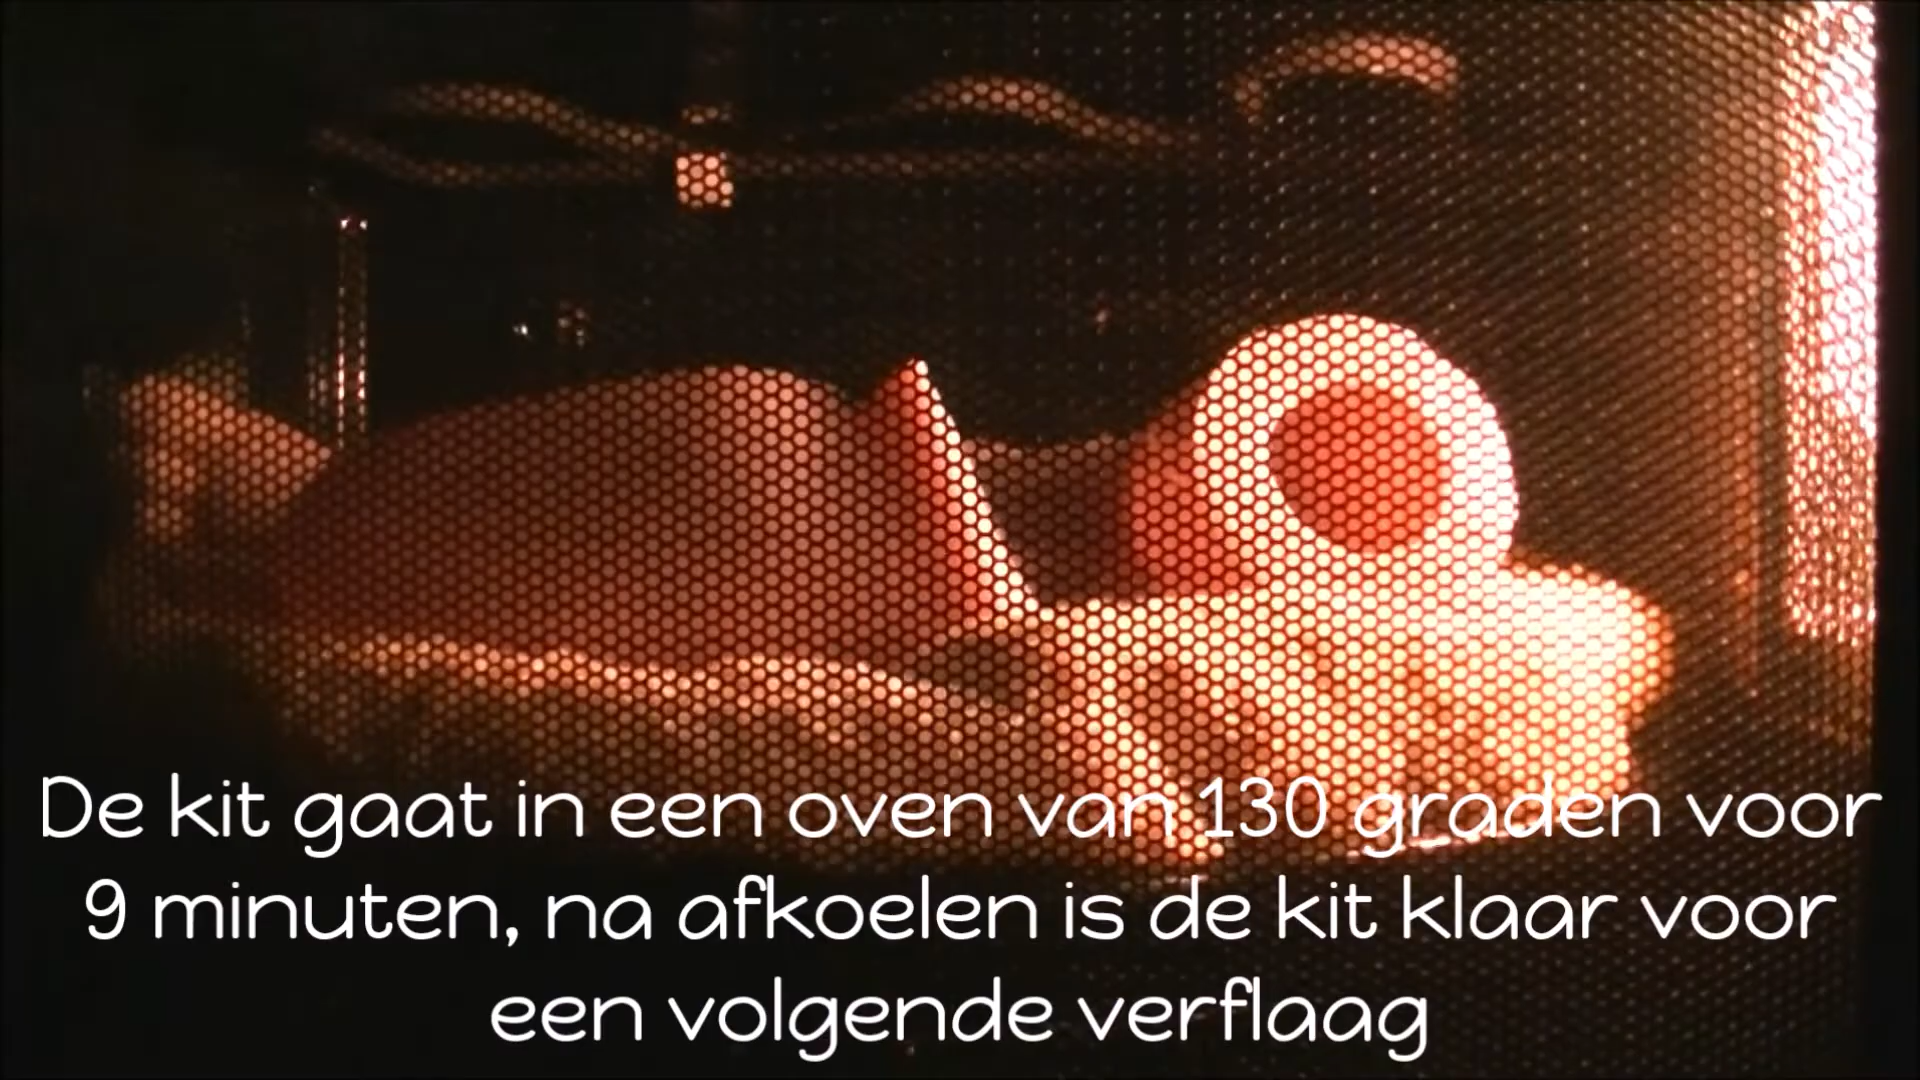 De kit gaat in een oven van 130 graden voor
9 minuten, na afkoelen is de kit klaar voor
een volgende verflaag